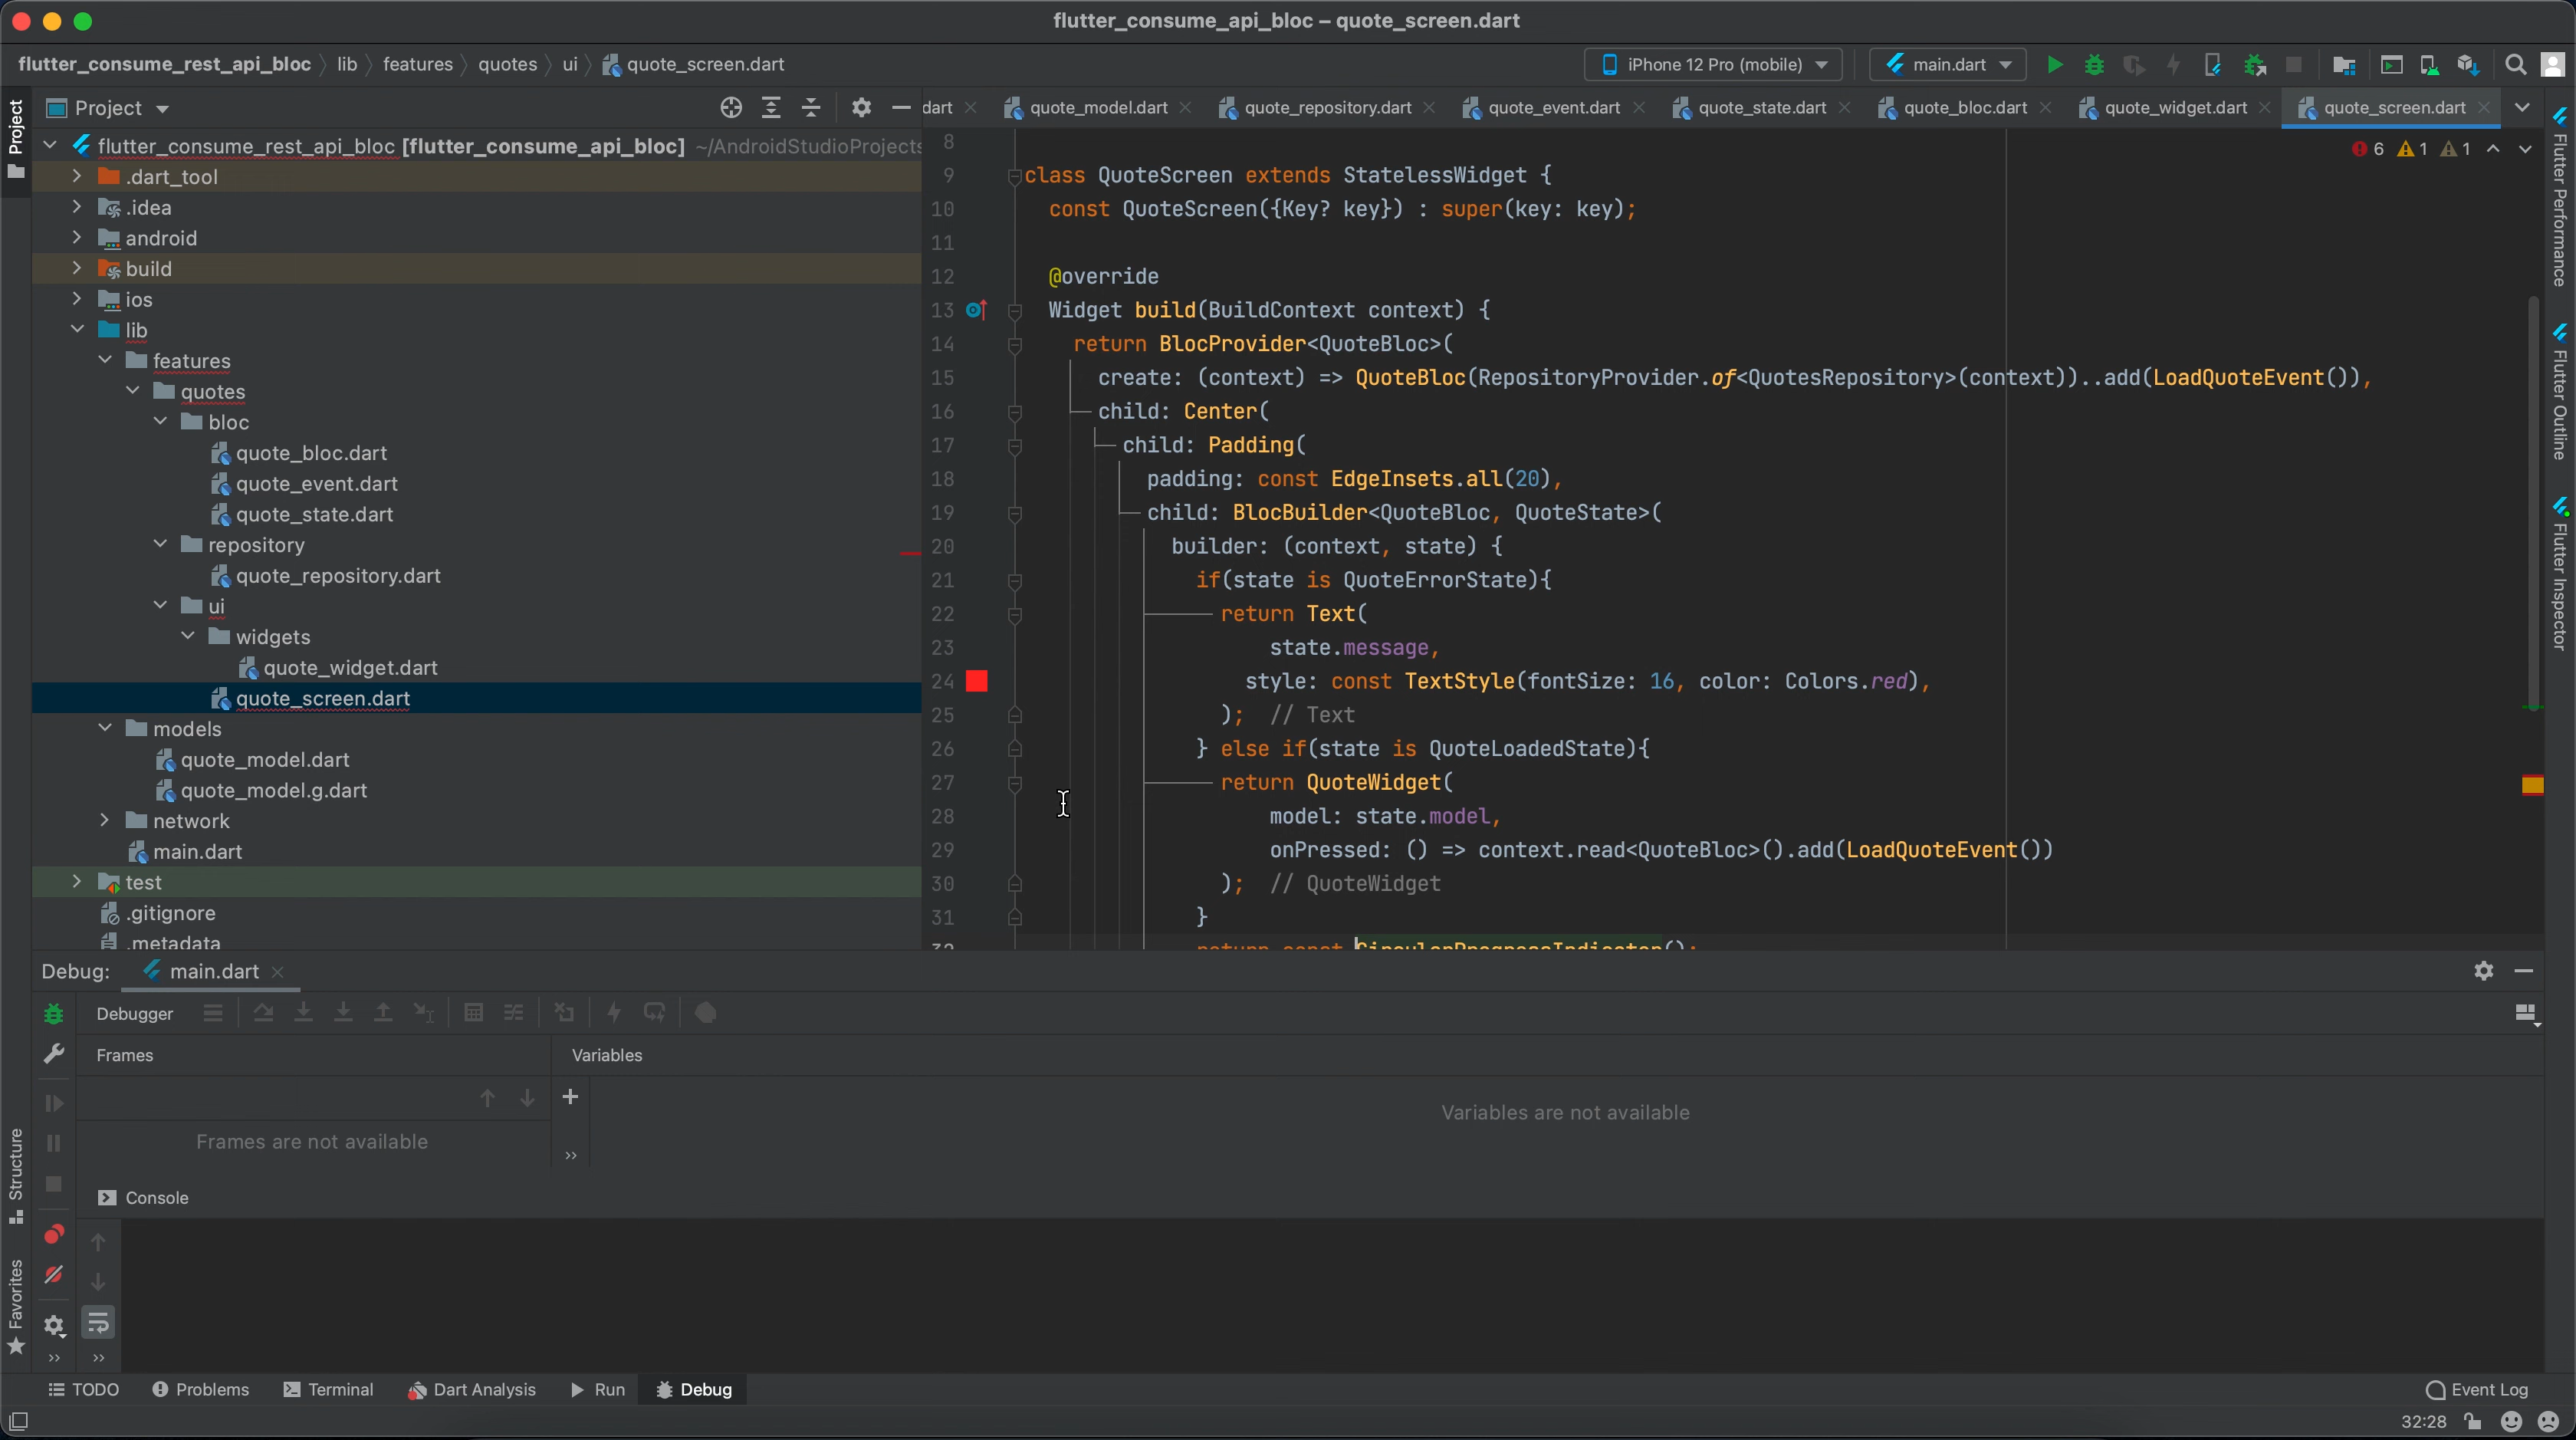 flutter_consume_api_bloc – quote_screen.dart
flutter_consume_rest_api_bloc lib features quotes ui quote_screen.dart
iPhone 12 Pro (mobile) main.dart
Project
dart quote_model.dart quote_repository.dart quote_event.dart quote_state.dart quote_bloc.dart quote_widget.dart quote_screen.dart
Project
flutter_consume_rest_api_bloc [flutter_consume_api_bloc] ~/AndroidStudioProjects
.dart_tool
.idea
android
build
ios
lib
features
quotes
bloc
quote_bloc.dart
quote_event.dart
quote_state.dart
repository
quote_repository.dart
ui
widgets
quote_widget.dart
quote_screen.dart
models
quote_model.dart
quote_model.g.dart
network
main.dart
test
.gitignore
.metadata
6 1 1
8
9 class QuoteScreen extends StatelessWidget {
10 const QuoteScreen({Key? key}) : super(key: key);
11
12 @override
13 Widget build(BuildContext context) {
14 return BlocProvider<QuoteBloc>(
15 create: (context) => QuoteBloc(RepositoryProvider.of<QuotesRepository>(context))..add(LoadQuoteEvent()),
16 child: Center(
17 child: Padding(
18 padding: const EdgeInsets.all(20),
19 child: BlocBuilder<QuoteBloc, QuoteState>(
20 builder: (context, state) {
21 if(state is QuoteErrorState){
22 return Text(
23 state.message,
24 style: const TextStyle(fontSize: 16, color: Colors.red),
25 ); // Text
26 } else if(state is QuoteLoadedState){
27 return QuoteWidget(
28 model: state.model,
29 onPressed: () => context.read<QuoteBloc>().add(LoadQuoteEvent())
30 ); // QuoteWidget
31 }
32 return const CircularProgressIndicator();
Flutter Performance
Flutter Outline
Flutter Inspector
Debug: main.dart
Debugger
Frames Variables
Variables are not available
Frames are not available
Console
Structure
Favorites
TODO Problems Terminal Dart Analysis Run Debug Event Log
32:28